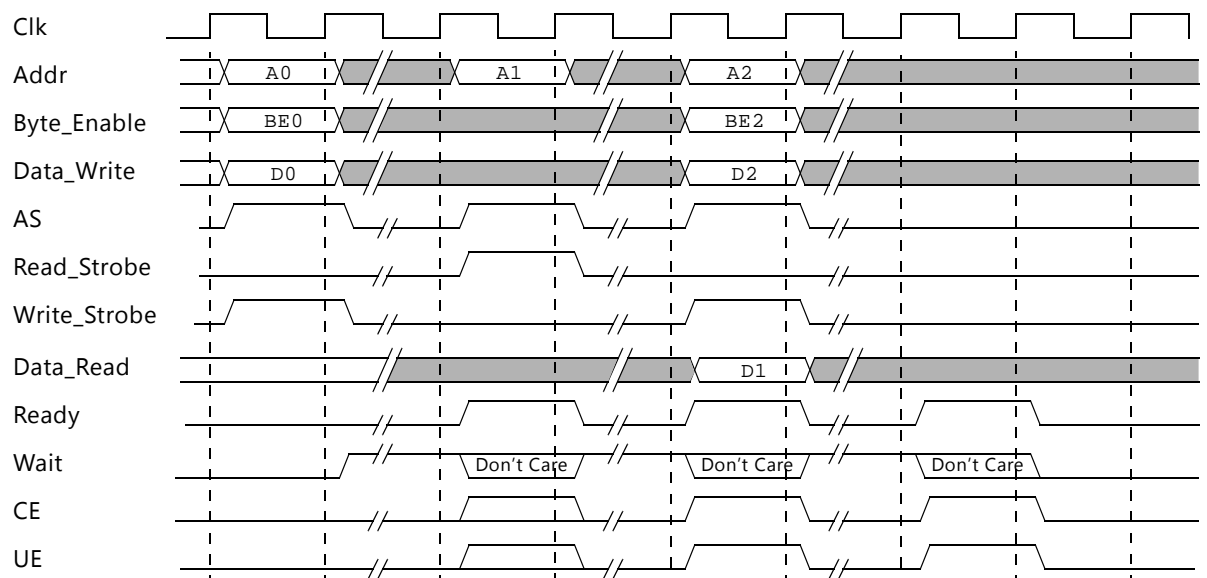 Clk
Addr A0 A1 A2
Byte_Enable BE0 BE2
Data_Write D0 D2
AS
Read_Strobe
Write_Strobe
Data_Read D1
Ready
Wait Don't Care Don't Care Don't Care
CE
UE